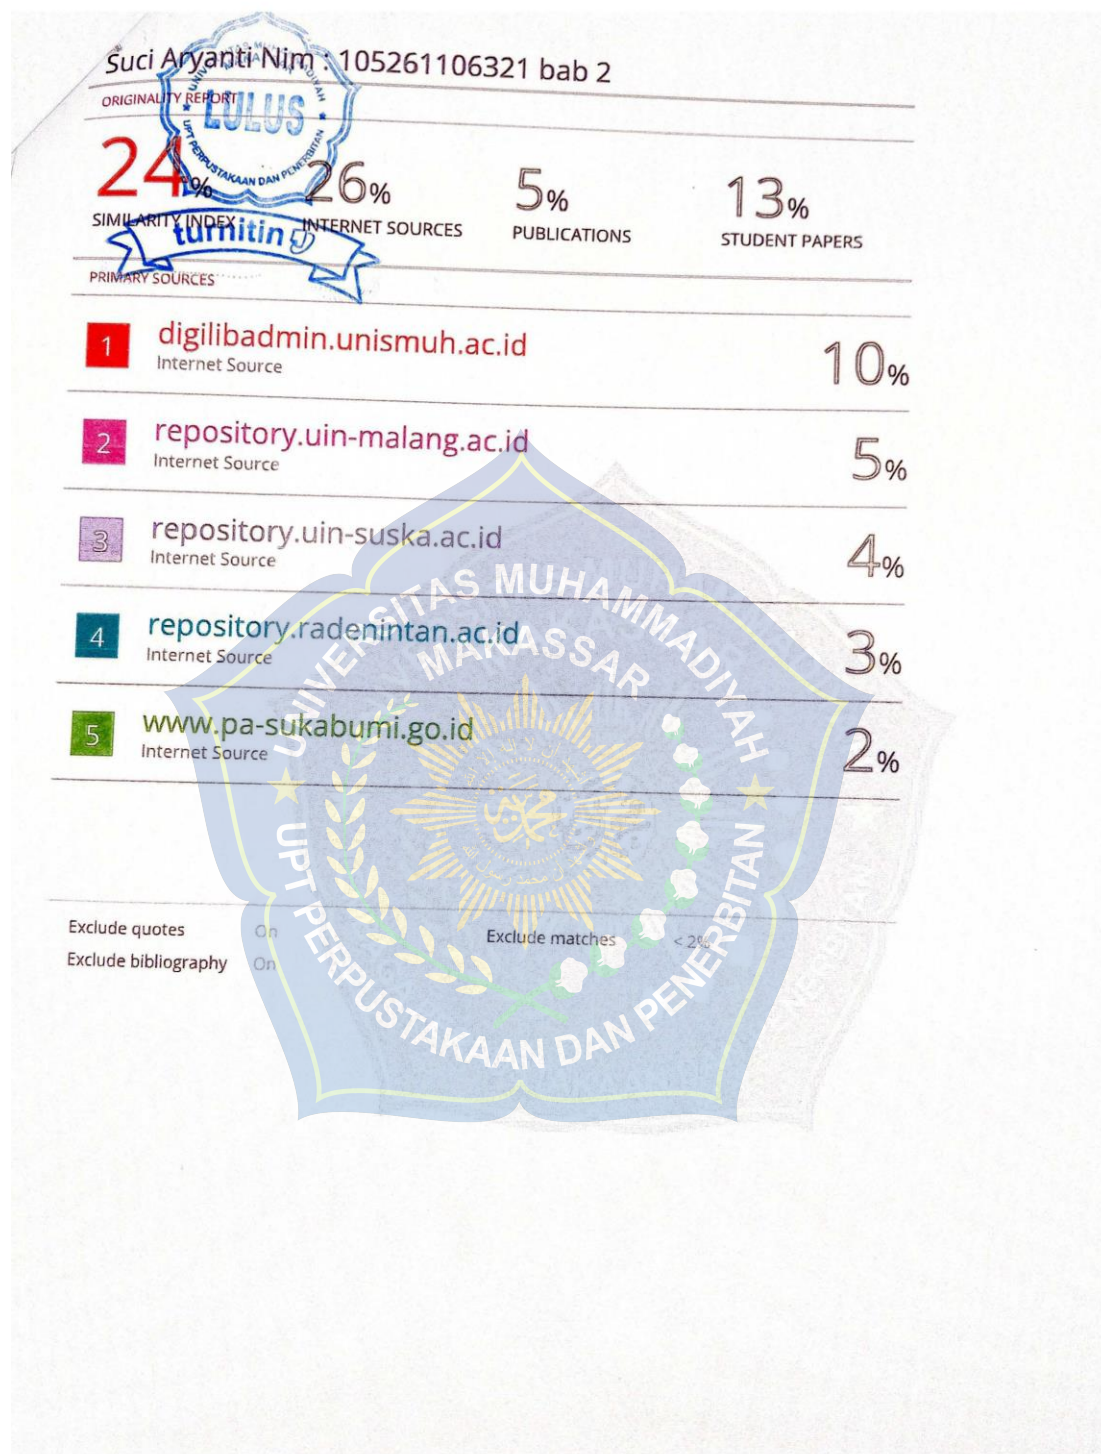 Suci Aryanti Nim : 105261106321 bab 2
ORIGINALITY REPORT
LULUS
UPT PERPUSTAKAAN DAN PENERBITAN
24%
SIMILARITY INDEX
26%
INTERNET SOURCES
5%
PUBLICATIONS
13%
STUDENT PAPERS
turnitin
PRIMARY SOURCES
1
digilibadmin.unismuh.ac.id
Internet Source
10%
2
repository.uin-malang.ac.id
Internet Source
5%
3
repository.uin-suska.ac.id
Internet Source
4%
4
repository.radenintan.ac.id
Internet Source
3%
5
www.pa-sukabumi.go.id
Internet Source
2%
UNIVERSITAS MUHAMMADIYAH
MAKASSAR
UPT PERPUSTAKAAN DAN PENERBITAN
Exclude quotes On
Exclude matches < 2%
Exclude bibliography On